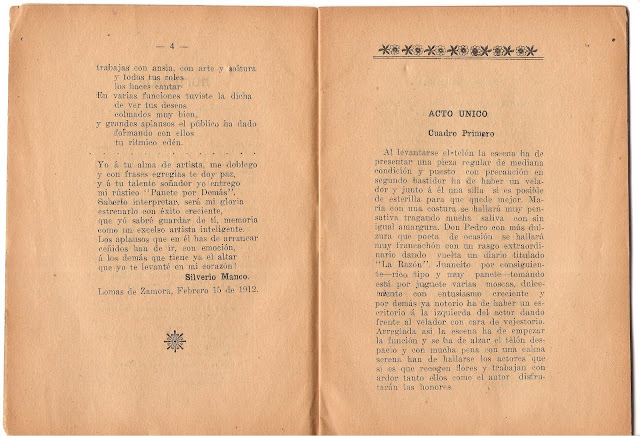 — 4 —
trabajas con ansia, con arte y soltura
y todos tus roles
los haces cantar
En varias funciones tuviste la dicha
de ver tus deseos
colmados muy bien,
y grandes aplausos el público ha dado
formando con ellos
tu rítmico edén.
. . . . . . . . . . . . . . . . . .
Yo á tu alma de artista, me doblego
y con frases egregias te doy paz,
y á tu talento soñador yo entrego
mi rústico "Panete por Demás".
Saberlo interpretar, será mi gloria
estrenarlo con éxito creciente,
que yó sabré guardar de tí, memoria
como un excelso artista inteligente.
Los aplausos que en él has de arrancar
ceñidos han de ir, con emoción,
á los demás que tiene ya el altar
que yo te levanté en mi corazón!
Silverio Manco.
Lomas de Zamora, Febrero 15 de 1912.
ACTO UNICO
Cuadro Primero
Al levantarse el telón la escena ha de
presentar una pieza regular de mediana
condición y puesto con precaución en
segundo bastidor ha de haber un vela-
dor y junto á él una silla si es posible
de esterilla para que quede mejor. Ma-
ría con una costura se hallará muy pen-
sativa tragando mucha saliva con sin
igual amargura. Don Pedro con más dul-
zura que poeta de ocasión se hallará
muy francachón con un rasgo extraordi-
nario dando vuelta un diario titulado
"La Razón". Juancito por consiguien-
te—rico tipo y muy panete—tomando
está por juguete varias moscas, dulce-
mente con entusiasmo creciente y
por demás ya notorio ha de haber un es-
critorio á la izquierda del actor dando
frente al velador con cara de vejestorio.
Arreglada así la escena ha de empezar
la función y se ha de alzar el telón des-
pacio y con mucha pena con una calma
serena han de hallarse los actores que
si es que recogen flores y trabajan con
ardor tanto ellos como el autor disfru-
tarán los honores.